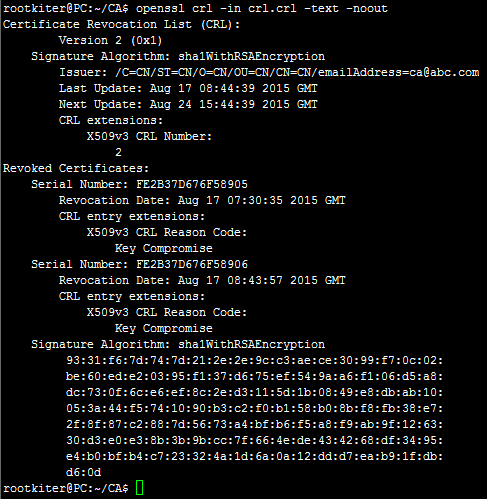 rootkiter@PC:~/CA$ openssl crl -in crl.crl -text -noout
Certificate Revocation List (CRL):
        Version 2 (0x1)
    Signature Algorithm: sha1WithRSAEncryption
        Issuer: /C=CN/ST=CN/O=CN/OU=CN/CN=CN/emailAddress=ca@abc.com
        Last Update: Aug 17 08:44:39 2015 GMT
        Next Update: Aug 24 15:44:39 2015 GMT
        CRL extensions:
            X509v3 CRL Number:
                2
Revoked Certificates:
    Serial Number: FE2B37D676F58905
        Revocation Date: Aug 17 07:30:35 2015 GMT
        CRL entry extensions:
            X509v3 CRL Reason Code:
                Key Compromise
    Serial Number: FE2B37D676F58906
        Revocation Date: Aug 17 08:43:57 2015 GMT
        CRL entry extensions:
            X509v3 CRL Reason Code:
                Key Compromise
    Signature Algorithm: sha1WithRSAEncryption
         93:31:f6:7d:74:7d:21:2e:2e:9c:c3:ae:ce:30:99:f7:0c:02:
         be:60:ed:e2:03:95:f1:37:d6:75:ef:54:9a:a6:f1:06:d5:a8:
         dc:73:0f:6c:e6:ef:8c:2e:d3:11:5d:1b:08:49:e8:db:ab:10:
         05:3a:44:f5:74:10:90:b3:c2:f0:b1:58:b0:8b:f8:fb:38:e7:
         2f:8f:87:c2:88:7d:56:73:a4:bf:b6:f5:a8:f9:ab:9f:12:63:
         30:d3:e0:e3:8b:3b:9b:cc:7f:66:4e:de:43:42:68:df:34:95:
         e4:b0:bf:b4:c7:23:32:4a:1d:6a:0a:12:dd:d7:ea:b9:1f:db:
         d6:0d
rootkiter@PC:~/CA$